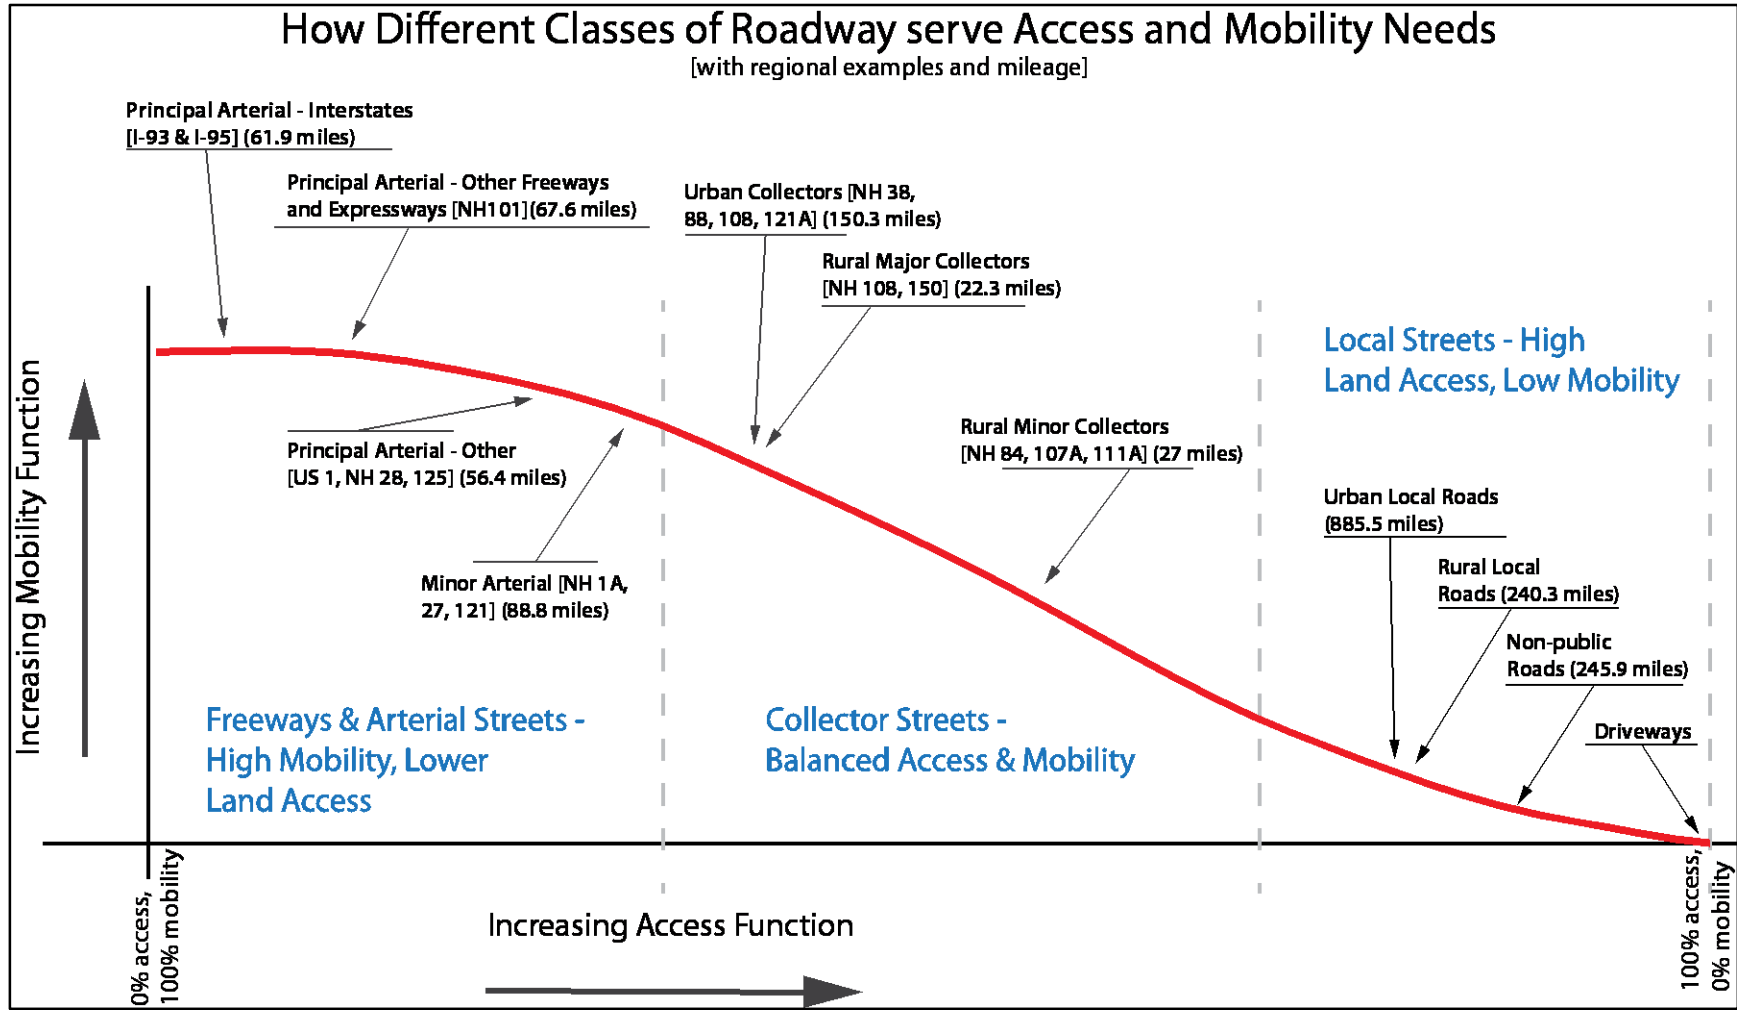 How Different Classes of Roadway serve Access and Mobility Needs
[with regional examples and mileage]
Principal Arterial - Interstates
[I-93 & I-95] (61.9 miles)
Principal Arterial - Other Freeways
and Expressways [NH101](67.6 miles)
Urban Collectors [NH 38,
88, 108, 121A] (150.3 miles)
Rural Major Collectors
[NH 108, 150] (22.3 miles)
Local Streets - High
Land Access, Low Mobility
Principal Arterial - Other
[US 1, NH 28, 125] (56.4 miles)
Rural Minor Collectors
[NH 84, 107A, 111A] (27 miles)
Urban Local Roads
(885.5 miles)
Rural Local
Roads (240.3 miles)
Minor Arterial [NH 1A,
27, 121] (88.8 miles)
Non-public
Roads (245.9 miles)
Driveways
Freeways & Arterial Streets -
High Mobility, Lower
Land Access
Collector Streets -
Balanced Access & Mobility
Increasing Mobility Function
0% access,
100% mobility
Increasing Access Function
100% access,
0% mobility